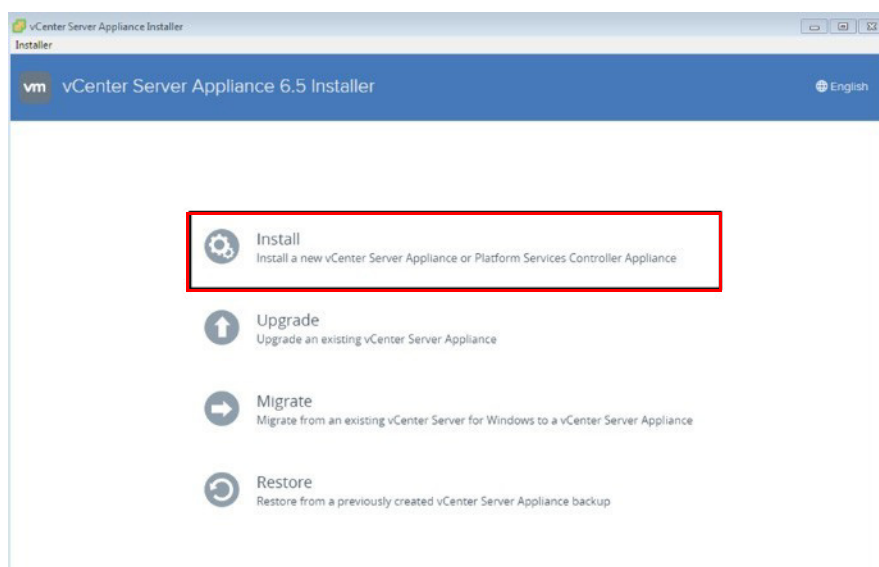 vCenter Server Appliance Installer
Installer
vm vCenter Server Appliance 6.5 Installer
English
Install
Install a new vCenter Server Appliance or Platform Services Controller Appliance
Upgrade
Upgrade an existing vCenter Server Appliance
Migrate
Migrate from an existing vCenter Server for Windows to a vCenter Server Appliance
Restore
Restore from a previously created vCenter Server Appliance backup